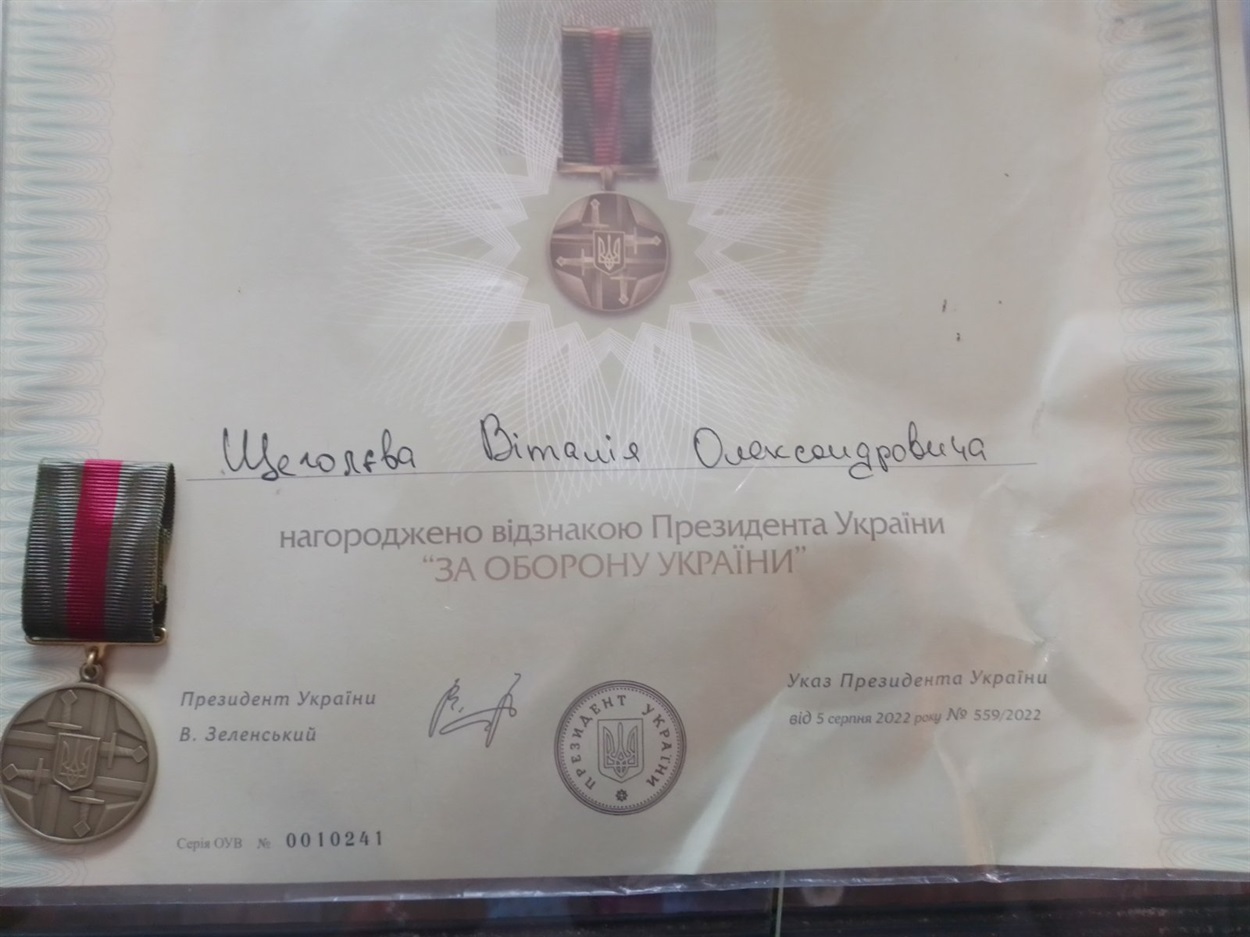 Щеголєва Віталія Олександровича
нагороджено відзнакою Президента України
“ЗА ОБОРОНУ УКРАЇНИ”
Президент України
В. Зеленський
ПРЕЗИДЕНТ УКРАЇНИ
Указ Президента України
від 5 серпня 2022 року № 559/2022
Серія ОУВ № 0010241